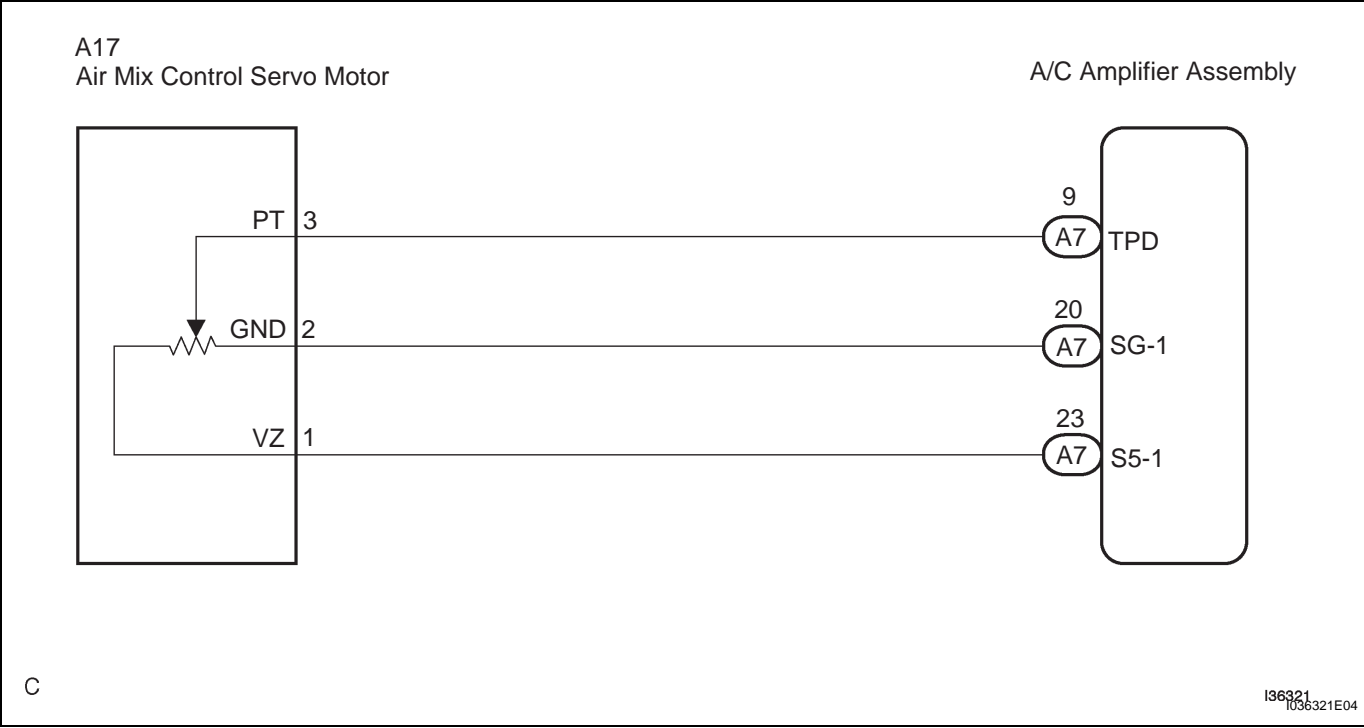 A17
Air Mix Control Servo Motor
A/C Amplifier Assembly
PT 3
9
A7 TPD
GND 2
20
A7 SG-1
VZ 1
23
A7 S5-1
C
I36321
I036321E04